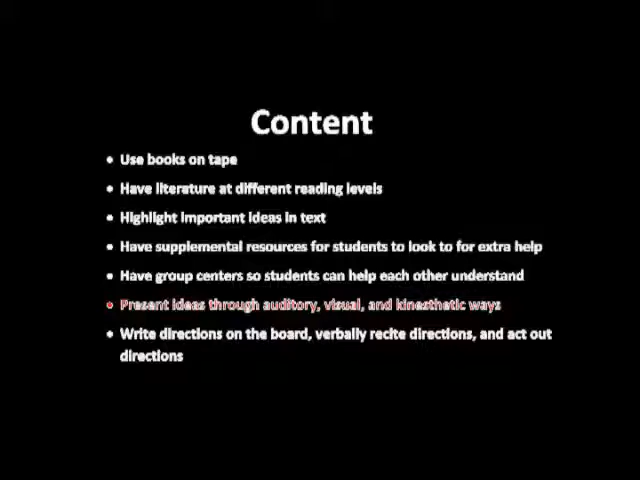 Content
• Use books on tape
• Have literature at different reading levels
• Highlight important ideas in text
• Have supplemental resources for students to look to for extra help
• Have group centers so students can help each other understand
• Present ideas through auditory, visual, and kinesthetic ways
• Write directions on the board, verbally recite directions, and act out
directions